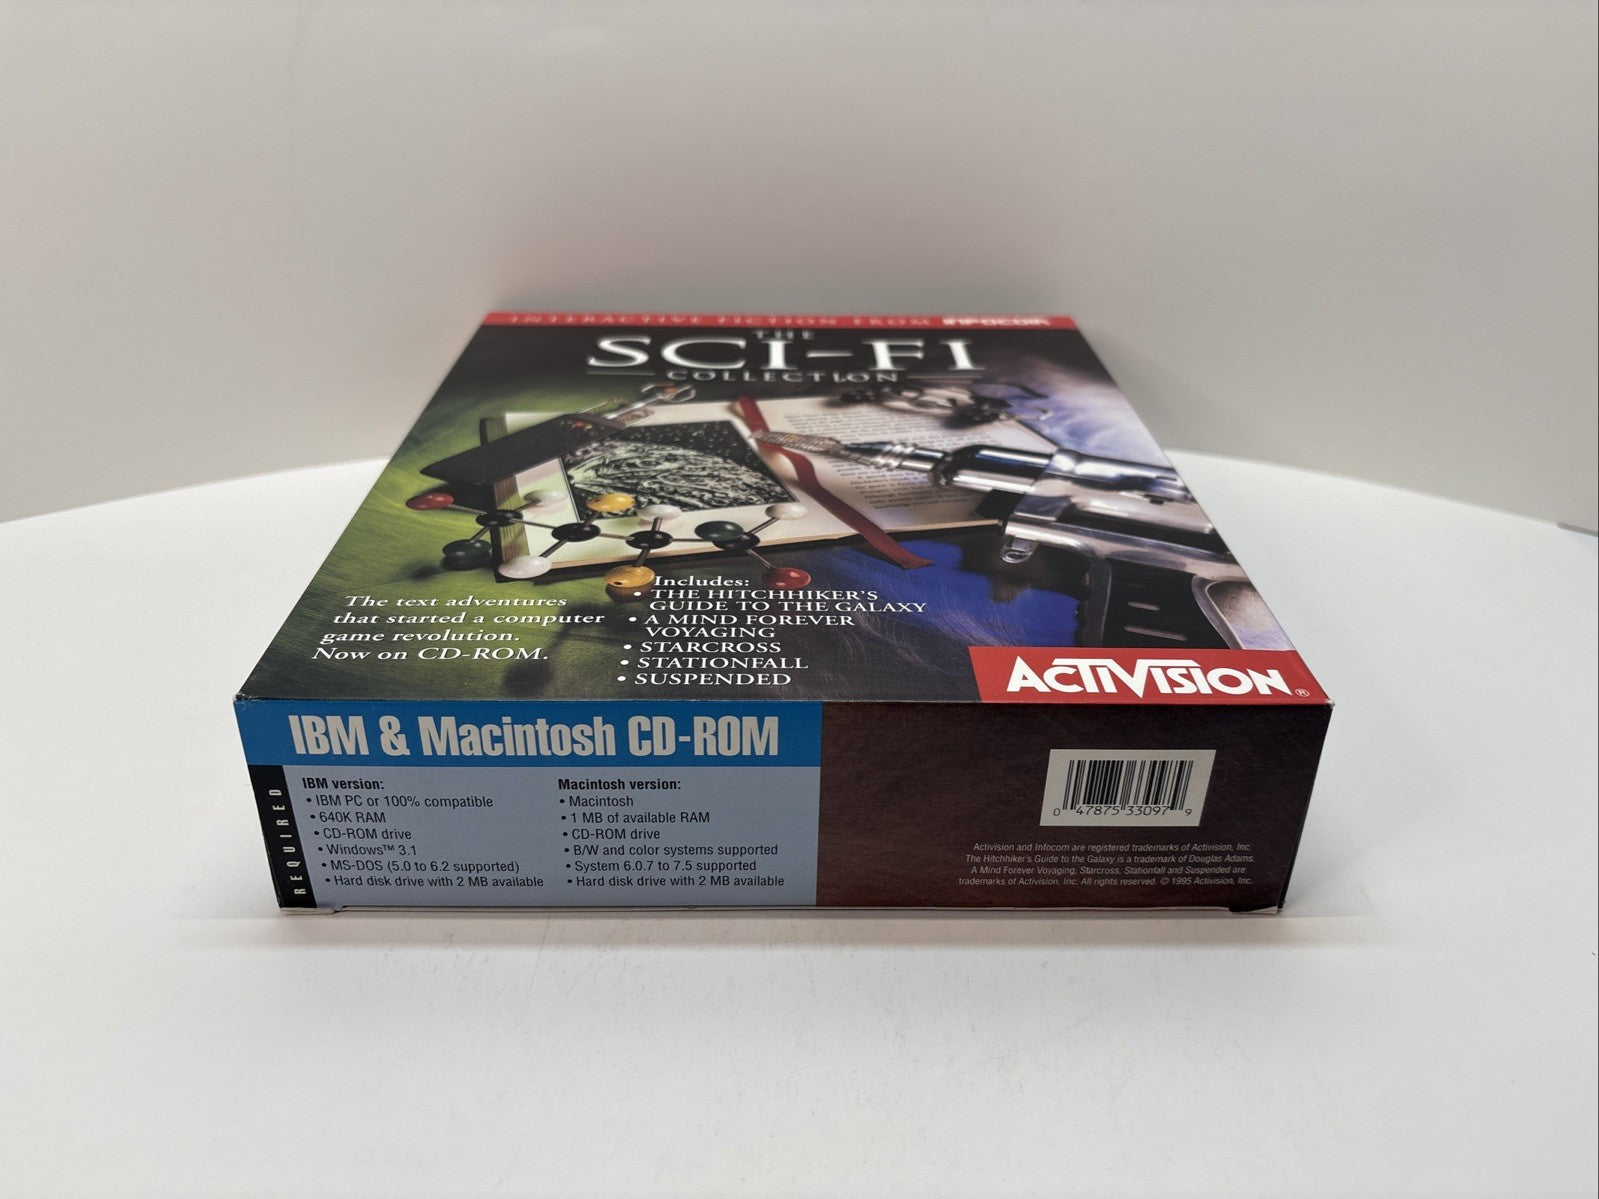 INTERACTIVE FICTION FROM INFOCOM
THE
SCI-FI
COLLECTION
The text adventures
that started a computer
game revolution.
Now on CD-ROM.
Includes:
• THE HITCHHIKER'S
GUIDE TO THE GALAXY
• A MIND FOREVER
VOYAGING
• STARCROSS
• STATIONFALL
• SUSPENDED
ACTIVISION®
IBM & Macintosh CD-ROM
REQUIRED
IBM version:
• IBM PC or 100% compatible
• 640K RAM
• CD-ROM drive
• Windows™ 3.1
• MS-DOS (5.0 to 6.2 supported)
• Hard disk drive with 2 MB available
Macintosh version:
• Macintosh
• 1 MB of available RAM
• CD-ROM drive
• B/W and color systems supported
• System 6.0.7 to 7.5 supported
• Hard disk drive with 2 MB available
0 47875 33097 9
Activision and Infocom are registered trademarks of Activision, Inc.
The Hitchhiker's Guide to the Galaxy is a trademark of Douglas Adams.
A Mind Forever Voyaging, Starcross, Stationfall and Suspended are
trademarks of Activision, Inc. All rights reserved. © 1995 Activision, Inc.